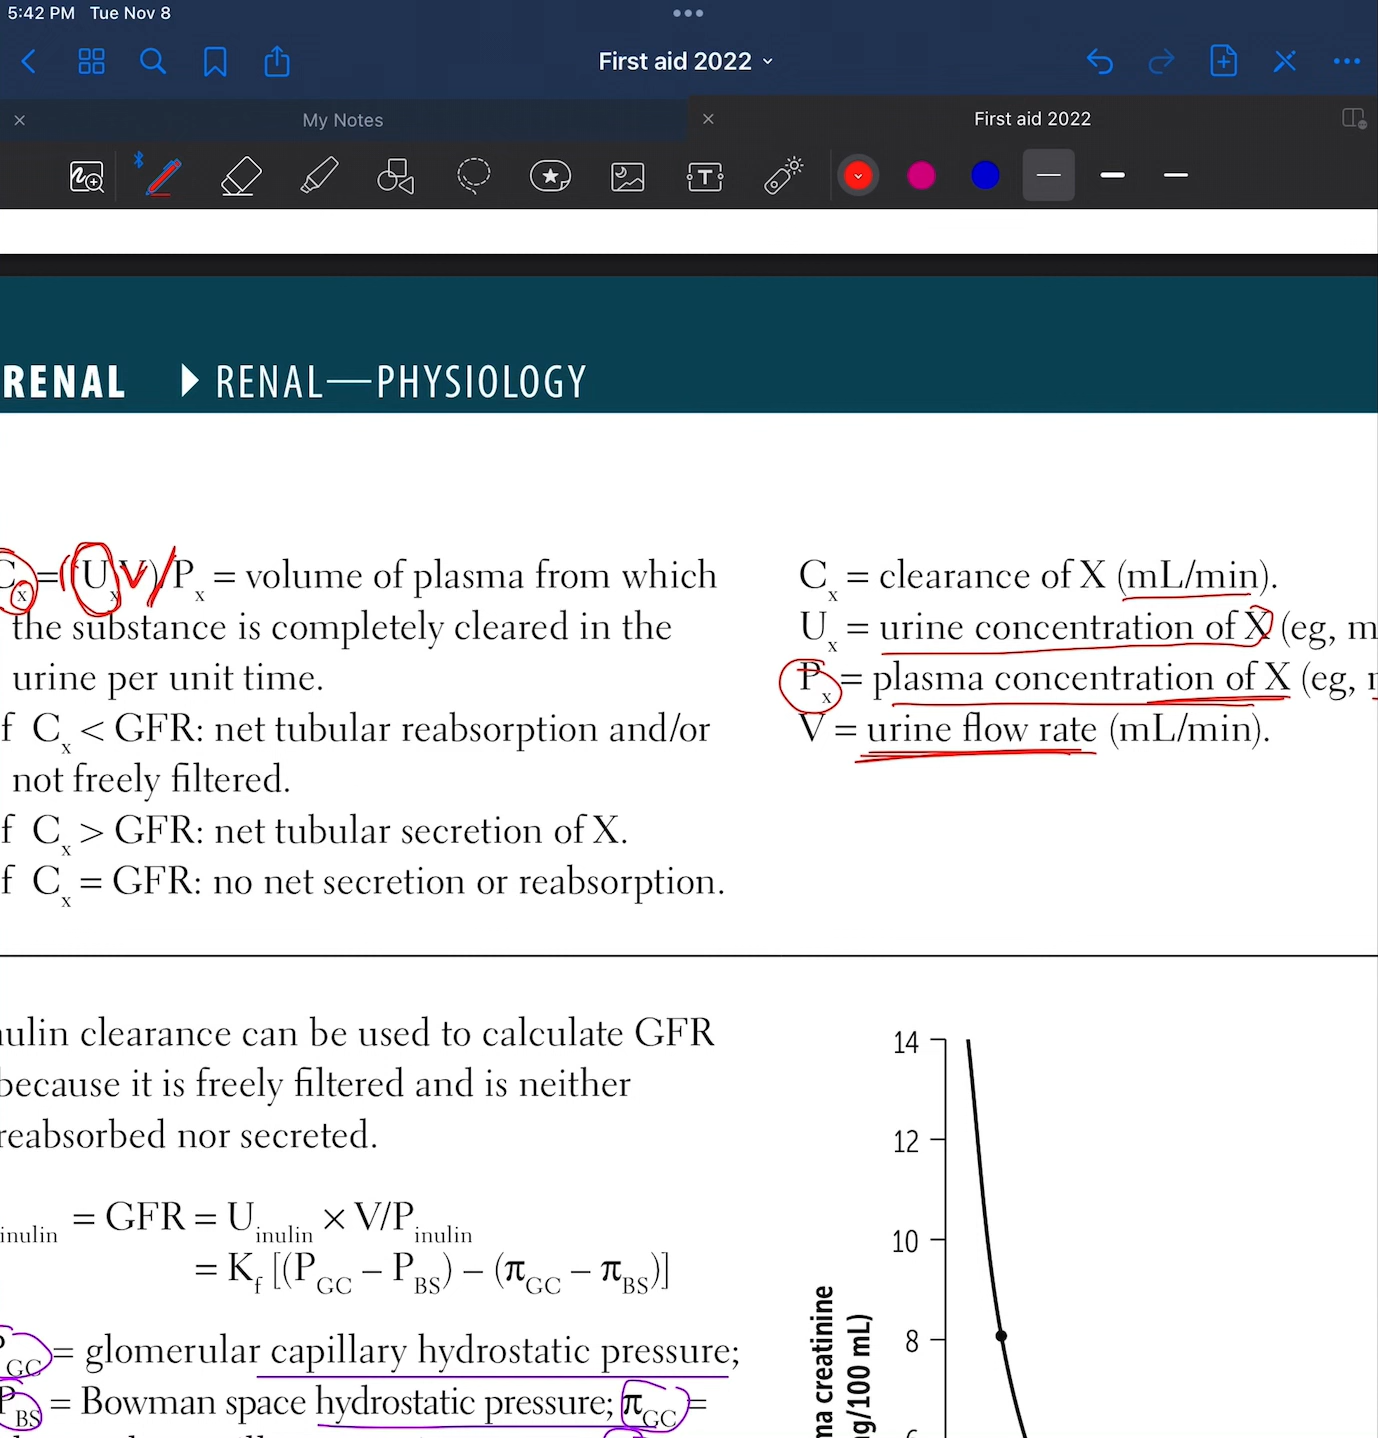 5:42 PM Tue Nov 8
First aid 2022
My Notes
First aid 2022
RENAL ▶ RENAL—PHYSIOLOGY
Cx = (UxV)/Px = volume of plasma from which
the substance is completely cleared in the
urine per unit time.
f Cx < GFR: net tubular reabsorption and/or
not freely filtered.
f Cx > GFR: net tubular secretion of X.
f Cx = GFR: no net secretion or reabsorption.
Cx = clearance of X (mL/min).
Ux = urine concentration of X (eg, m
Px = plasma concentration of X (eg,
V = urine flow rate (mL/min).
nulin clearance can be used to calculate GFR
because it is freely filtered and is neither
reabsorbed nor secreted.
inulin = GFR = Uinulin × V/Pinulin
= Kf [(PGC – PBS) – (πGC – πBS)]
PGC = glomerular capillary hydrostatic pressure;
PBS = Bowman space hydrostatic pressure; πGC =
14
12
10
8
6
ma creatinine
ng/100 mL)